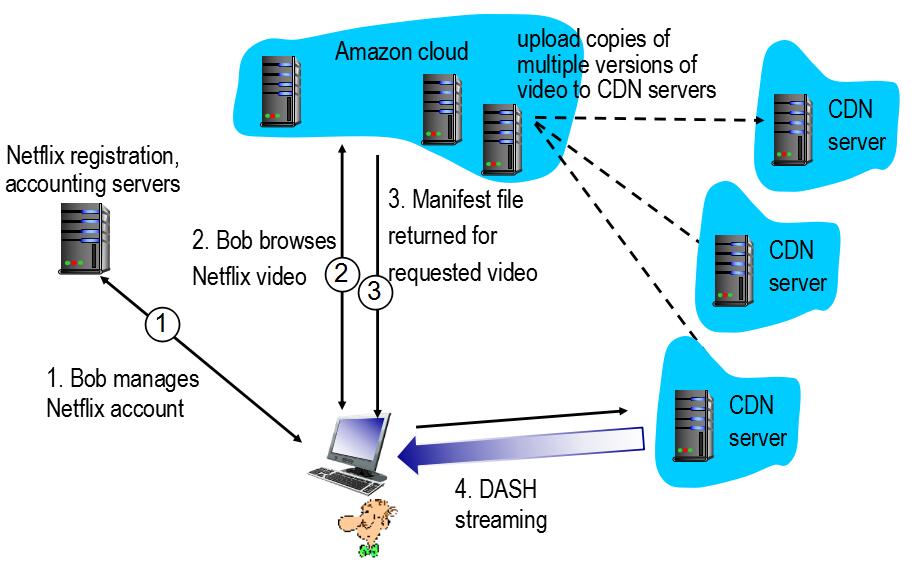 Amazon cloud
upload copies of
multiple versions of
video to CDN servers
CDN
server
Netflix registration,
accounting servers
3. Manifest file
returned for
requested video
2. Bob browses
Netflix video
2
3
CDN
server
1
1. Bob manages
Netflix account
CDN
server
4. DASH
streaming